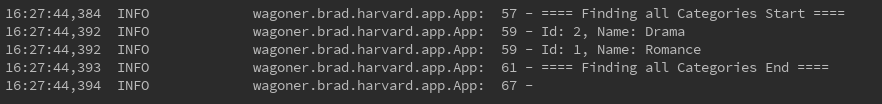 16:27:44,384  INFO             wagoner.brad.harvard.app.App:  57 - ==== Finding all Categories Start ====
16:27:44,392  INFO             wagoner.brad.harvard.app.App:  59 - Id: 2, Name: Drama
16:27:44,392  INFO             wagoner.brad.harvard.app.App:  59 - Id: 1, Name: Romance
16:27:44,393  INFO             wagoner.brad.harvard.app.App:  61 - ==== Finding all Categories End ====
16:27:44,394  INFO             wagoner.brad.harvard.app.App:  67 -